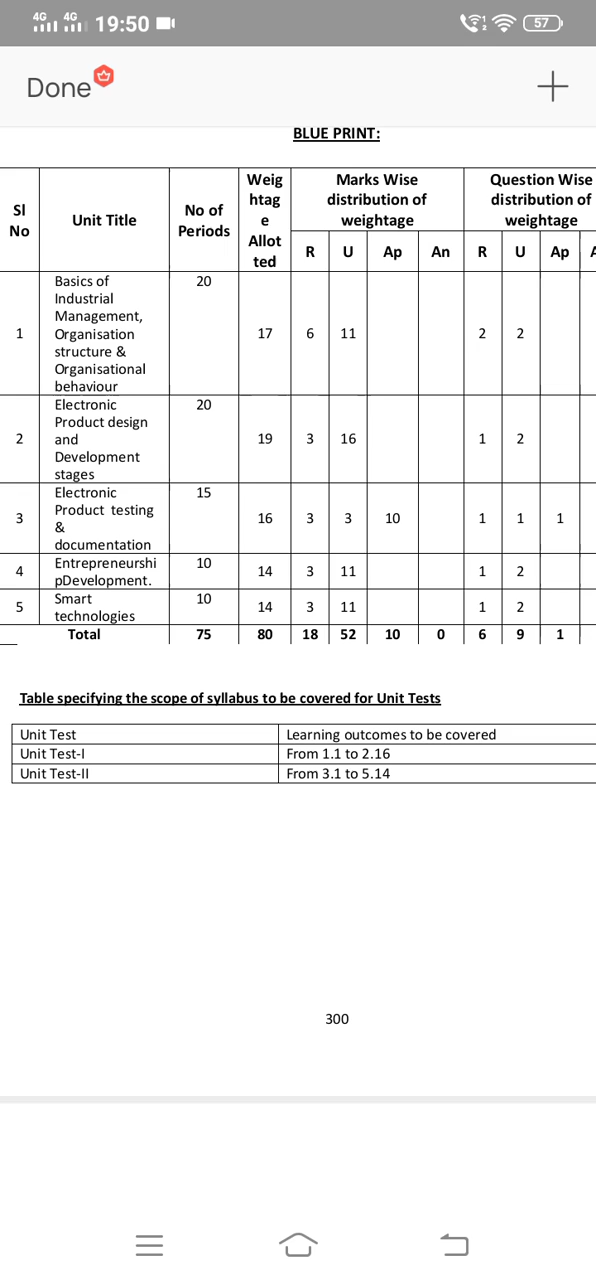 4G 4G 19:50 57
Done
BLUE PRINT:
Sl No Unit Title No of Periods Weightage Allotted Marks Wise distribution of weightage Question Wise distribution of weightage
R U Ap An R U Ap
1 Basics of Industrial Management, Organisation structure & Organisational behaviour 20 17 6 11 2 2
2 Electronic Product design and Development stages 20 19 3 16 1 2
3 Electronic Product testing & documentation 15 16 3 3 10 1 1 1
4 EntrepreneurshipDevelopment. 10 14 3 11 1 2
5 Smart technologies 10 14 3 11 1 2
Total 75 80 18 52 10 0 6 9 1
Table specifying the scope of syllabus to be covered for Unit Tests
Unit Test Learning outcomes to be covered
Unit Test-I From 1.1 to 2.16
Unit Test-II From 3.1 to 5.14
300